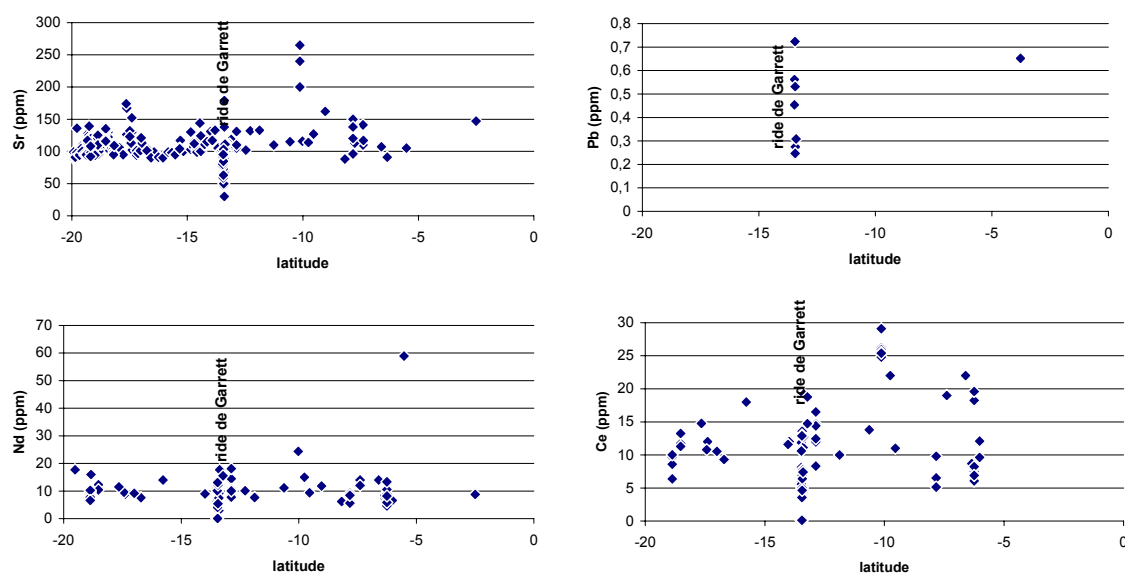 Sr (ppm)
300
250
200
150
100
50
0
-20 -15 -10 -5 0
latitude
ride de Garrett
Pb (ppm)
0,8
0,7
0,6
0,5
0,4
0,3
0,2
0,1
0
-20 -15 -10 -5 0
latitude
ride de Garrett
Nd (ppm)
70
60
50
40
30
20
10
0
-20 -15 -10 -5 0
latitude
ride de Garrett
Ce (ppm)
30
25
20
15
10
5
0
-20 -15 -10 -5 0
latitude
ride de Garrett